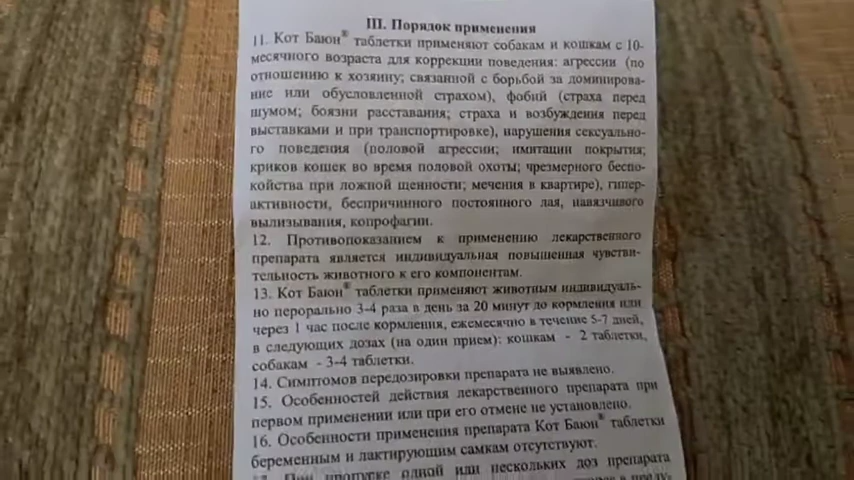 III. Порядок применения
11. Кот Баюн® таблетки применяют собакам и кошкам с 10-
месячного возраста для коррекции поведения: агрессии (по
отношению к хозяину; связанной с борьбой за доминирова-
ние или обусловленной страхом), фобий (страха перед
шумом; боязни расставания; страха и возбуждения перед
выставками и при транспортировке), нарушения сексуально-
го поведения (половой агрессии; имитации покрытия;
криков кошек во время половой охоты; чрезмерного беспо-
койства при ложной щенности; мечения в квартире), гипер-
активности, беспричинного постоянного лая, навязчивого
вылизывания, копрофагии.
12. Противопоказанием к применению лекарственного
препарата является индивидуальная повышенная чувстви-
тельность животного к его компонентам.
13. Кот Баюн® таблетки применяют животным индивидуаль-
но перорально 3-4 раза в день за 20 минут до кормления или
через 1 час после кормления, ежемесячно в течение 5-7 дней,
в следующих дозах (на один прием): кошкам - 2 таблетки,
собакам - 3-4 таблетки.
14. Симптомов передозировки препарата не выявлено.
15. Особенностей действия лекарственного препарата при
первом применении или при его отмене не установлено.
16. Особенности применения препарата Кот Баюн® таблетки
беременным и лактирующим самкам отсутствуют.
При пропуске одной или нескольких доз препарата